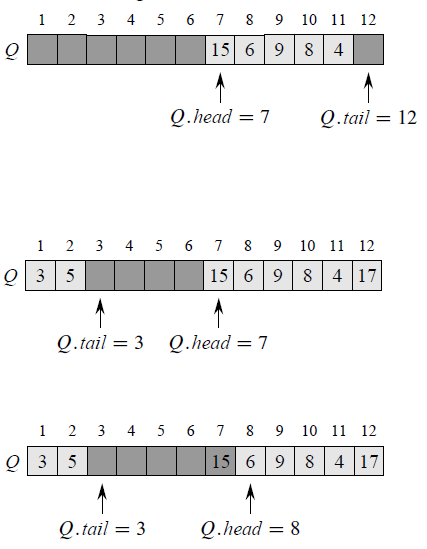 1 2 3 4 5 6 7 8 9 10 11 12
Q 15 6 9 8 4
Q.head = 7 Q.tail = 12
1 2 3 4 5 6 7 8 9 10 11 12
Q 3 5 15 6 9 8 4 17
Q.tail = 3 Q.head = 7
1 2 3 4 5 6 7 8 9 10 11 12
Q 3 5 15 6 9 8 4 17
Q.tail = 3 Q.head = 8